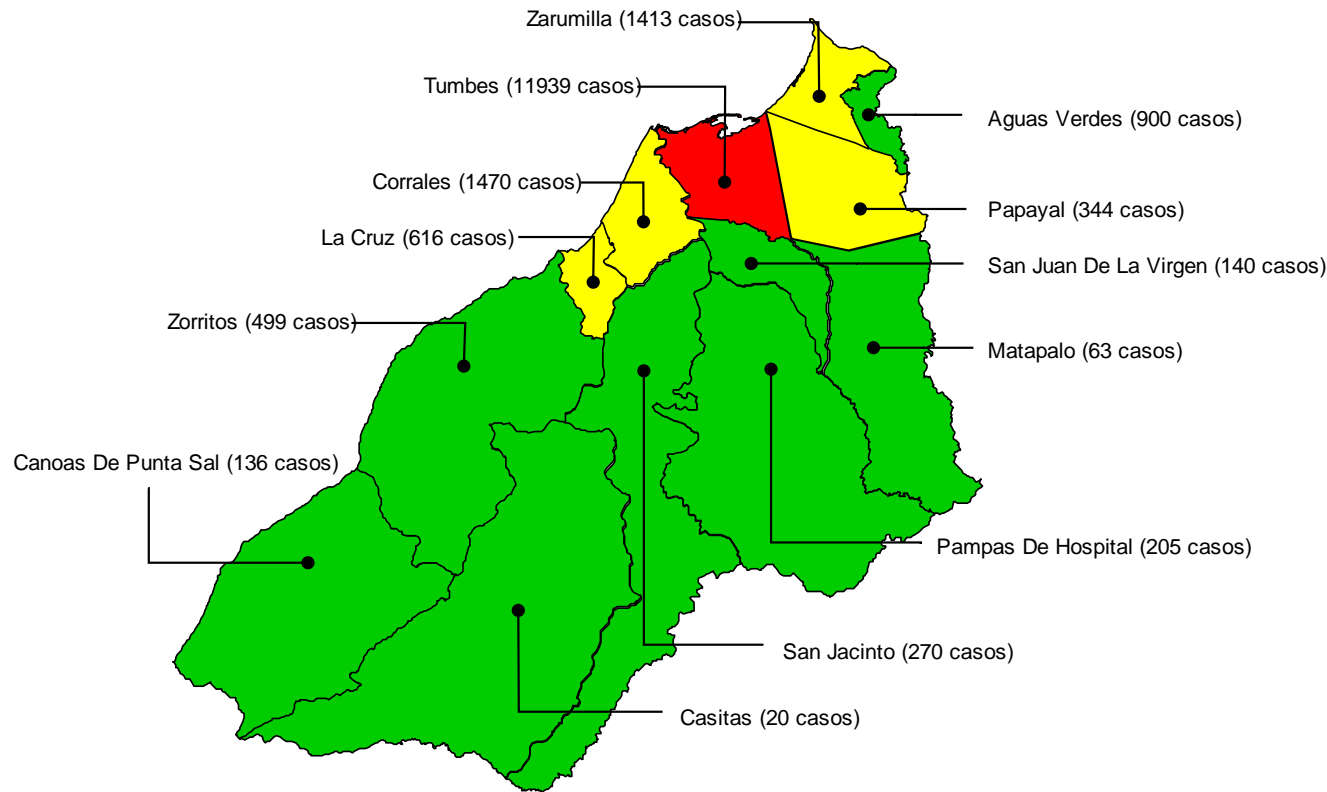 Zarumilla (1413 casos)
Tumbes (11939 casos)
Aguas Verdes (900 casos)
Corrales (1470 casos)
Papayal (344 casos)
La Cruz (616 casos)
San Juan De La Virgen (140 casos)
Zorritos (499 casos)
Matapalo (63 casos)
Canoas De Punta Sal (136 casos)
Pampas De Hospital (205 casos)
San Jacinto (270 casos)
Casitas (20 casos)